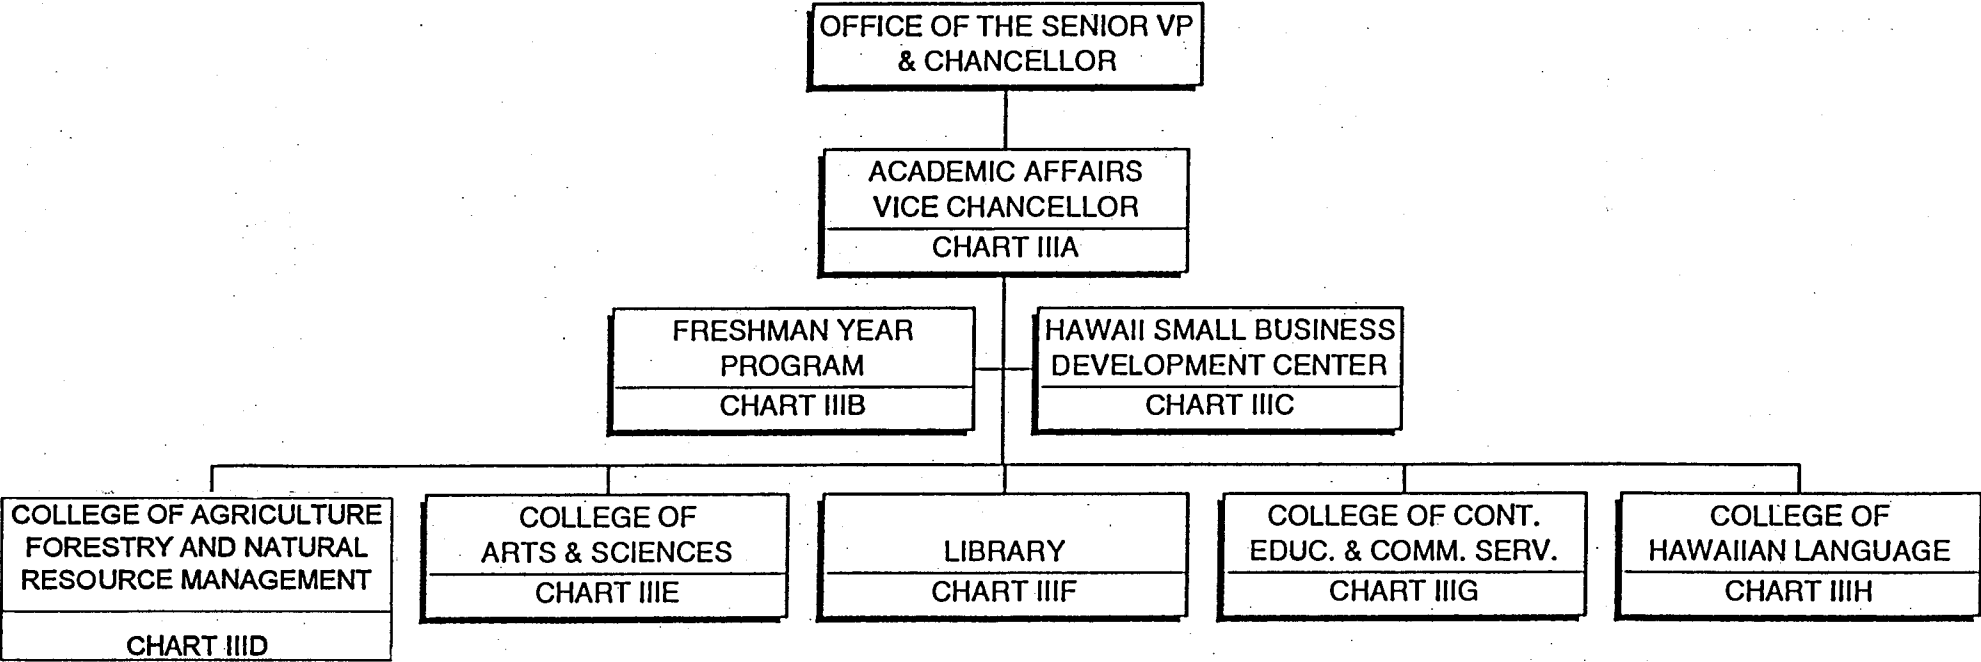 OFFICE OF THE SENIOR VP
& CHANCELLOR
ACADEMIC AFFAIRS
VICE CHANCELLOR
CHART IIIA
FRESHMAN YEAR
PROGRAM
CHART IIIB
HAWAII SMALL BUSINESS
DEVELOPMENT CENTER
CHART IIIC
COLLEGE OF AGRICULTURE
FORESTRY AND NATURAL
RESOURCE MANAGEMENT
CHART IIID
COLLEGE OF
ARTS & SCIENCES
CHART IIIE
LIBRARY
CHART IIIF
COLLEGE OF CONT.
EDUC. & COMM. SERV.
CHART IIIG
COLLEGE OF
HAWAIIAN LANGUAGE
CHART IIIH